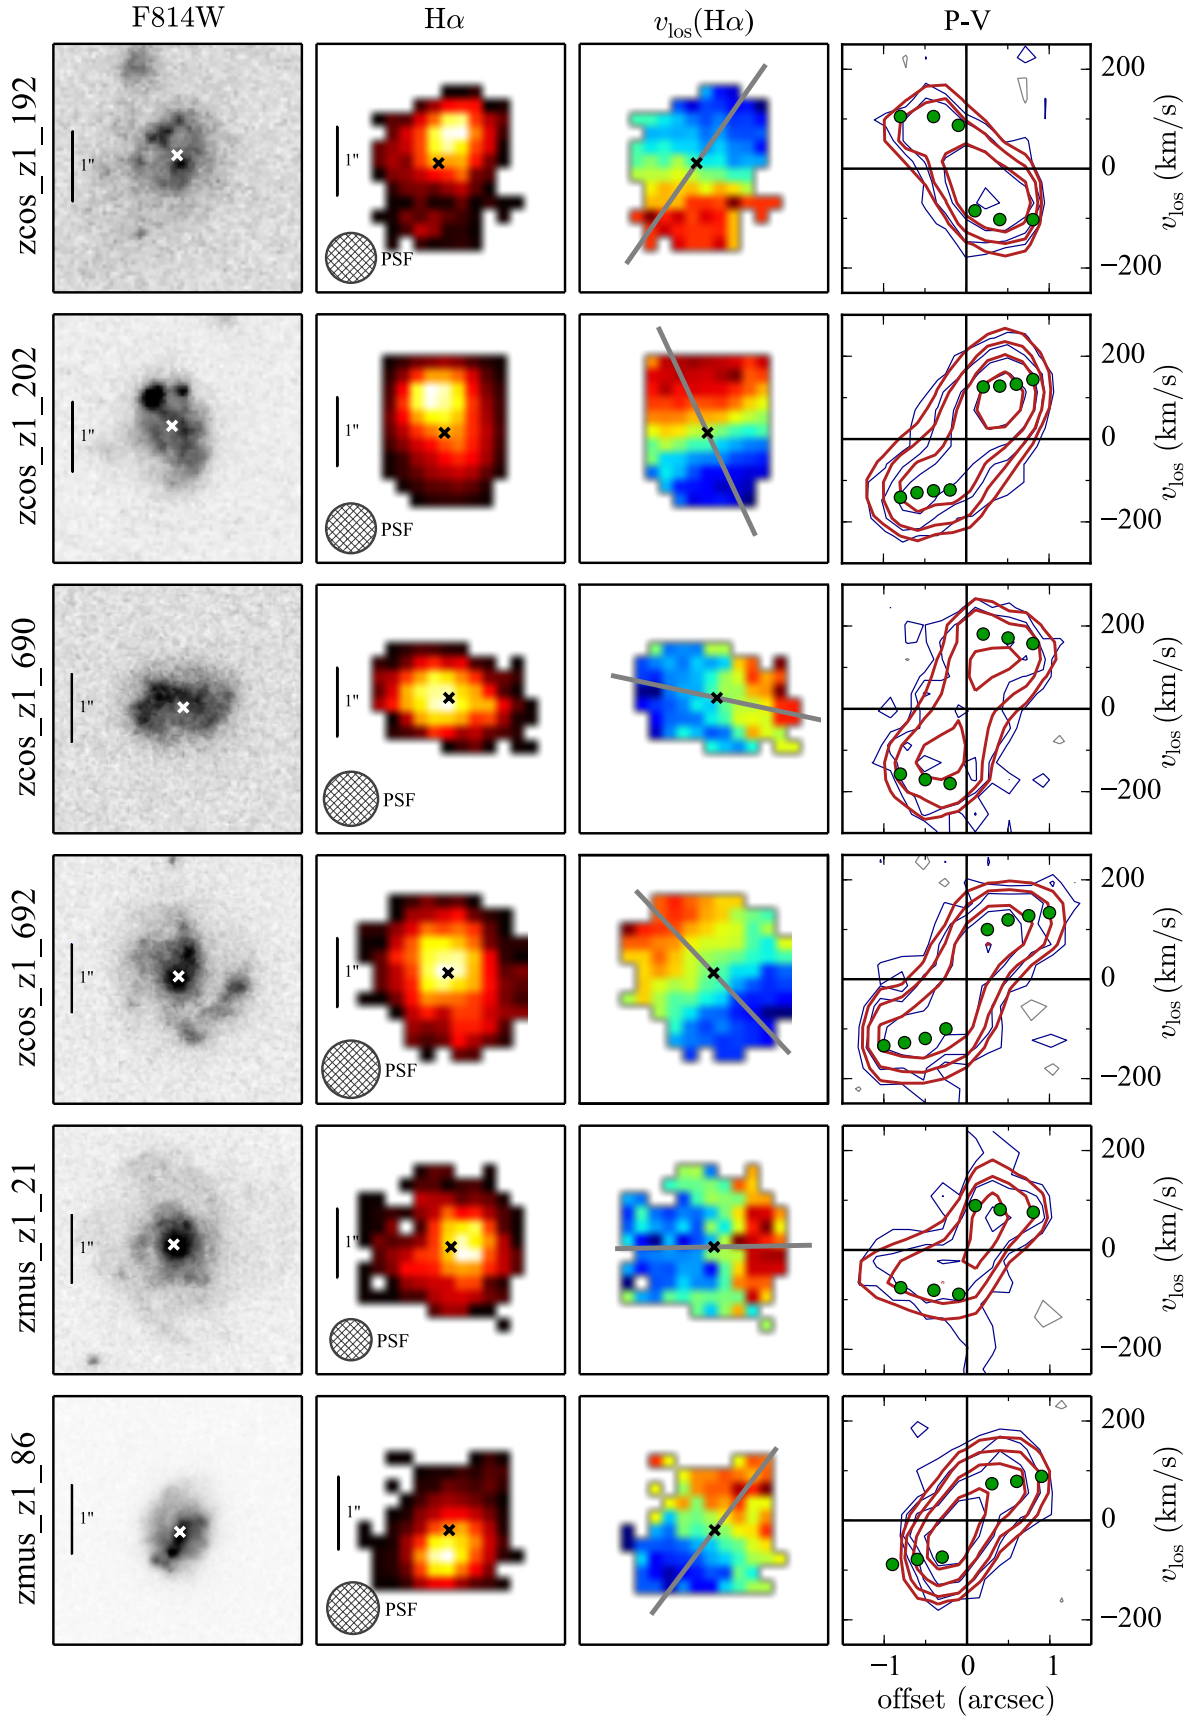 F814W Hα v_los(Hα) P-V
zcos_z1_192
1"
1"
PSF
200
0
−200
v_los (km/s)
zcos_z1_202
1"
1"
PSF
200
0
−200
v_los (km/s)
zcos_z1_690
1"
1"
PSF
200
0
−200
v_los (km/s)
zcos_z1_692
1"
1"
PSF
200
0
−200
v_los (km/s)
zmus_z1_21
1"
1"
PSF
200
0
−200
v_los (km/s)
zmus_z1_86
1"
1"
PSF
200
0
−200
v_los (km/s)
−1 0 1
offset (arcsec)